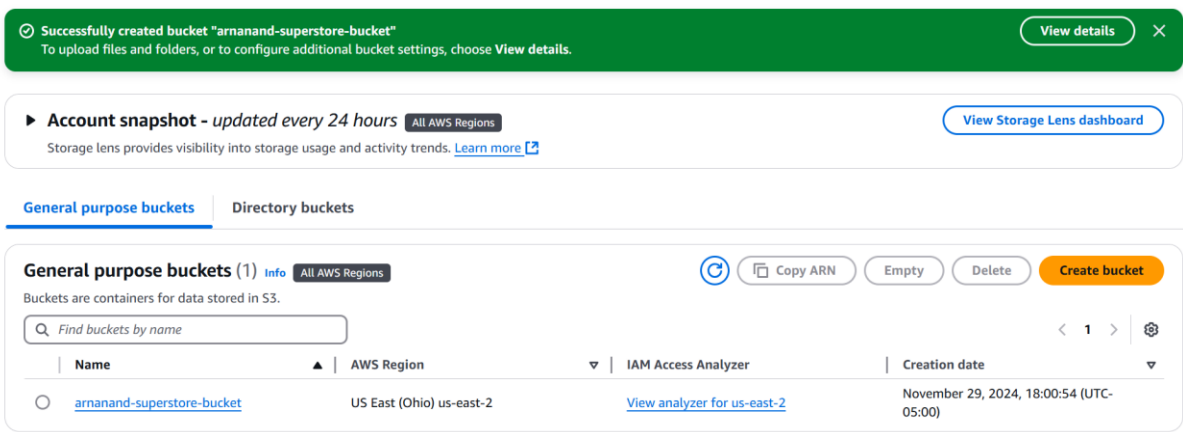 Successfully created bucket "arnanand-superstore-bucket"
To upload files and folders, or to configure additional bucket settings, choose View details.
View details
Account snapshot - updated every 24 hours All AWS Regions
View Storage Lens dashboard
Storage lens provides visibility into storage usage and activity trends. Learn more
General purpose buckets Directory buckets
General purpose buckets (1) Info All AWS Regions
Copy ARN Empty Delete Create bucket
Buckets are containers for data stored in S3.
Find buckets by name
1
Name AWS Region IAM Access Analyzer Creation date
arnanand-superstore-bucket US East (Ohio) us-east-2 View analyzer for us-east-2 November 29, 2024, 18:00:54 (UTC-
05:00)